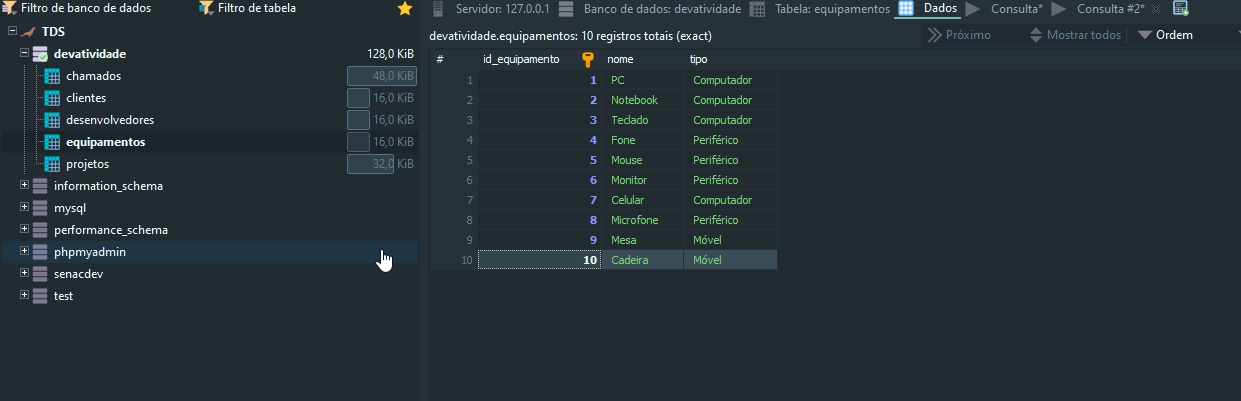 Filtro de banco de dados Filtro de tabela
TDS
devatividade 128,0 KiB
chamados 48,0 KiB
clientes 16,0 KiB
desenvolvedores 16,0 KiB
equipamentos 16,0 KiB
projetos 32,0 KiB
information_schema
mysql
performance_schema
phpmyadmin
senacdev
test
Servidor: 127.0.0.1 Banco de dados: devatividade Tabela: equipamentos Dados Consulta* Consulta #2*
devatividade.equipamentos: 10 registros totais (exact) Próximo Mostrar todos Ordem
# id_equipamento nome tipo
1 1 PC Computador
2 2 Notebook Computador
3 3 Teclado Computador
4 4 Fone Periférico
5 5 Mouse Periférico
6 6 Monitor Periférico
7 7 Celular Computador
8 8 Microfone Periférico
9 9 Mesa Móvel
10 10 Cadeira Móvel